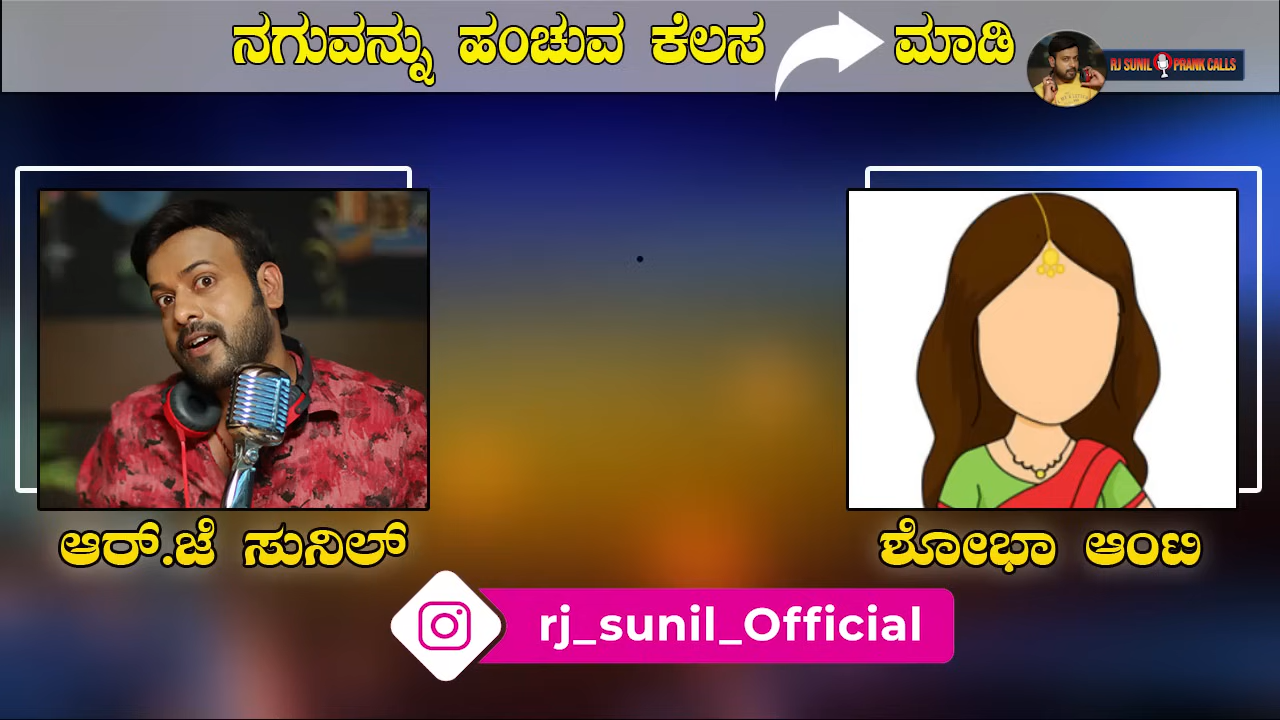 ನಗುವನ್ನು ಹಂಚುವ ಕೆಲಸ ಮಾಡಿ
RJ SUNIL PRANK CALLS
ಆರ್.ಜೆ ಸುನಿಲ್
ಶೋಭಾ ಆಂಟಿ
rj_sunil_Official